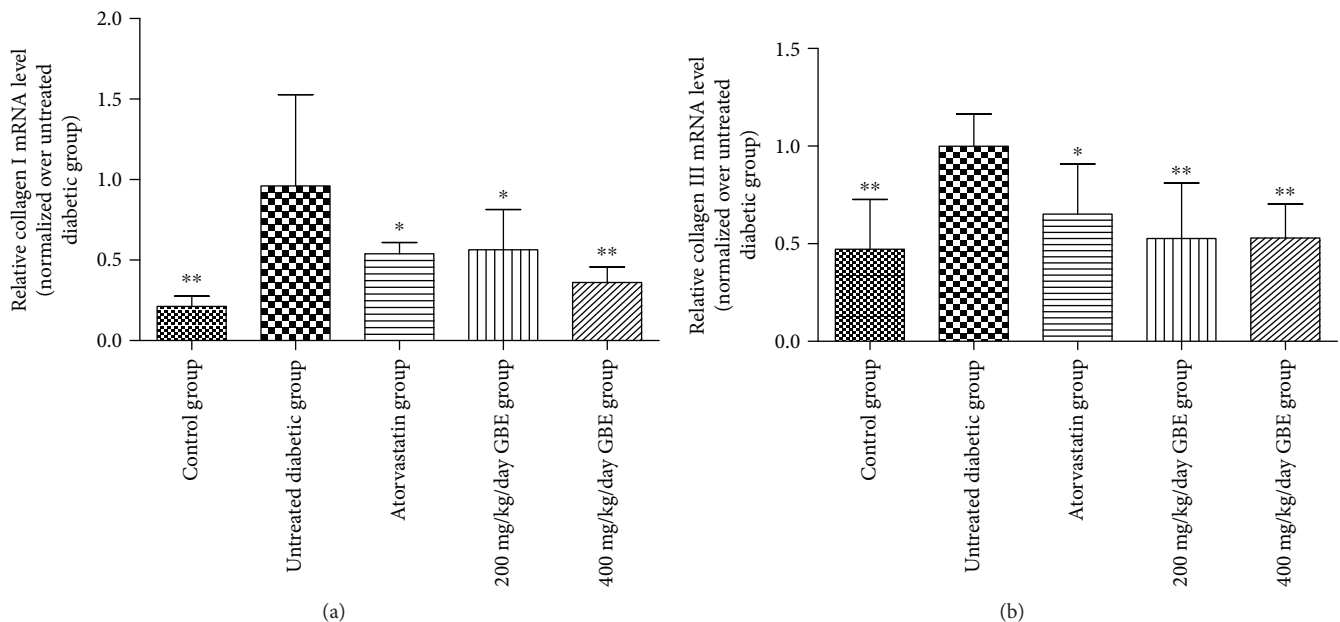 Relative collagen I mRNA level
(normalized over untreated
diabetic group)
2.0
1.5
1.0
0.5
0.0
**
*
*
**
Control group
Untreated diabetic group
Atorvastatin group
200 mg/kg/day GBE group
400 mg/kg/day GBE group
(a)
Relative collagen III mRNA level
(normalized over untreated
diabetic group)
1.5
1.0
0.5
0.0
**
*
**
**
Control group
Untreated diabetic group
Atorvastatin group
200 mg/kg/day GBE group
400 mg/kg/day GBE group
(b)